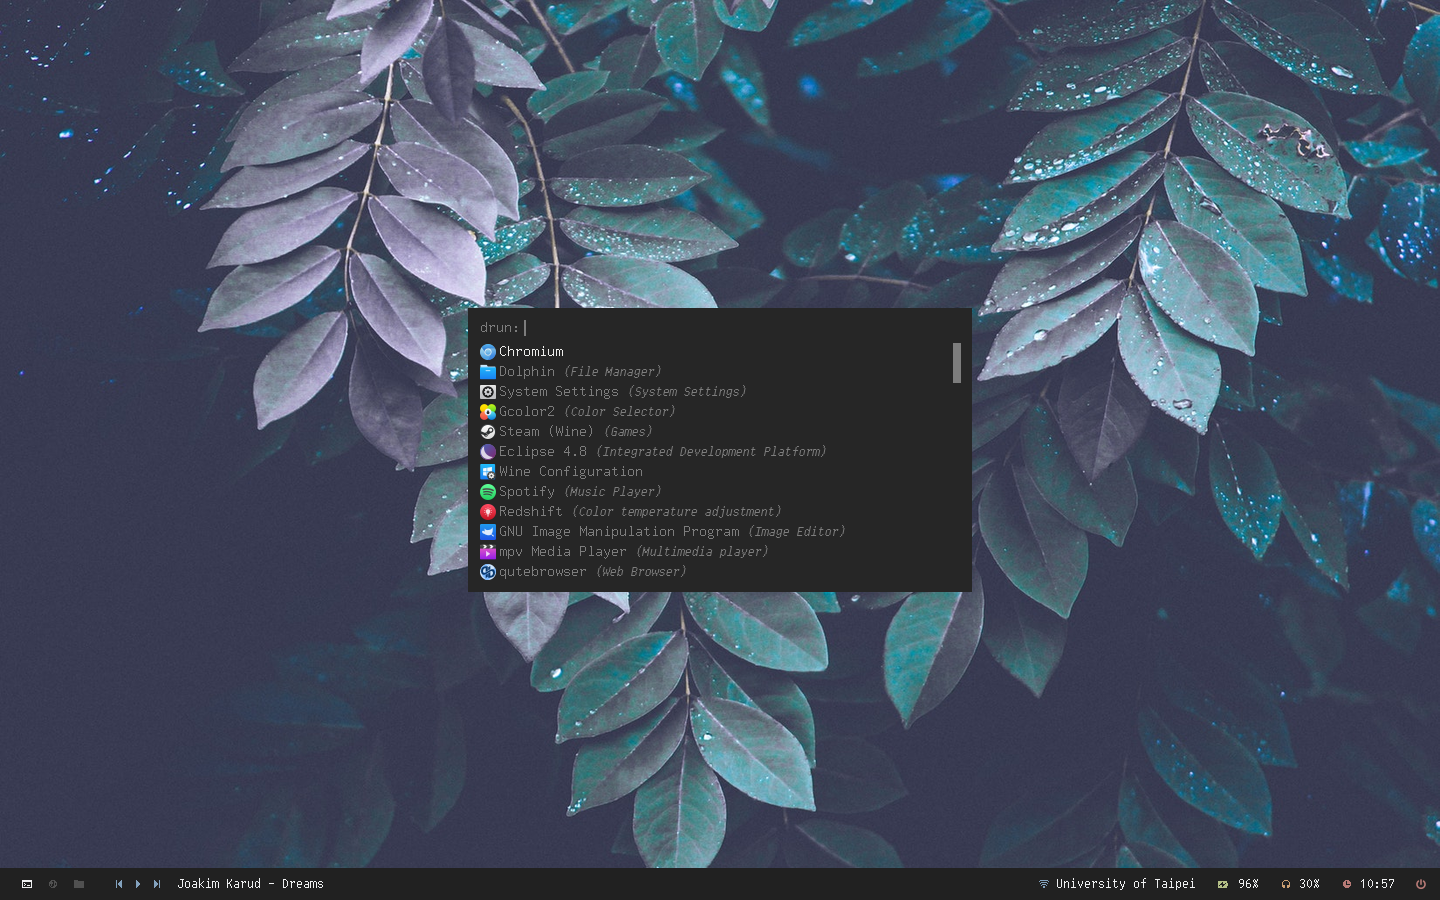 drun:
Chromium
Dolphin (File Manager)
System Settings (System Settings)
Gcolor2 (Color Selector)
Steam (Wine) (Games)
Eclipse 4.8 (Integrated Development Platform)
Wine Configuration
Spotify (Music Player)
Redshift (Color temperature adjustment)
GNU Image Manipulation Program (Image Editor)
mpv Media Player (Multimedia player)
qutebrowser (Web Browser)
Joakim Karud - Dreams University of Taipei 96% 30% 10:57